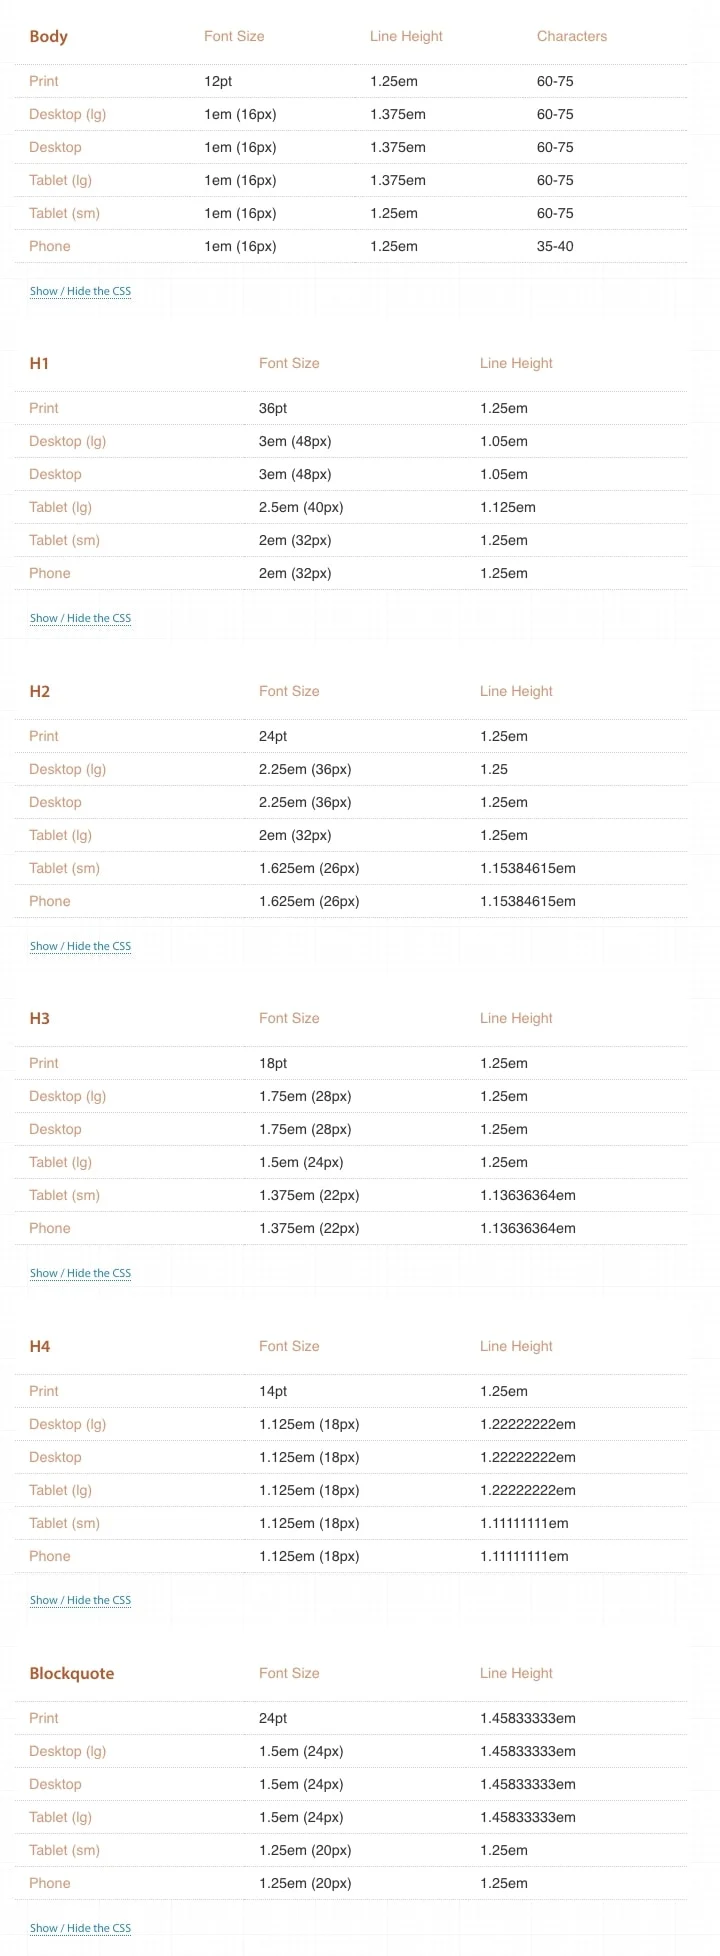 Body Font Size Line Height Characters
Print 12pt 1.25em 60-75
Desktop (lg) 1em (16px) 1.375em 60-75
Desktop 1em (16px) 1.375em 60-75
Tablet (lg) 1em (16px) 1.375em 60-75
Tablet (sm) 1em (16px) 1.25em 60-75
Phone 1em (16px) 1.25em 35-40
Show / Hide the CSS
H1 Font Size Line Height
Print 36pt 1.25em
Desktop (lg) 3em (48px) 1.05em
Desktop 3em (48px) 1.05em
Tablet (lg) 2.5em (40px) 1.125em
Tablet (sm) 2em (32px) 1.25em
Phone 2em (32px) 1.25em
Show / Hide the CSS
H2 Font Size Line Height
Print 24pt 1.25em
Desktop (lg) 2.25em (36px) 1.25
Desktop 2.25em (36px) 1.25em
Tablet (lg) 2em (32px) 1.25em
Tablet (sm) 1.625em (26px) 1.15384615em
Phone 1.625em (26px) 1.15384615em
Show / Hide the CSS
H3 Font Size Line Height
Print 18pt 1.25em
Desktop (lg) 1.75em (28px) 1.25em
Desktop 1.75em (28px) 1.25em
Tablet (lg) 1.5em (24px) 1.25em
Tablet (sm) 1.375em (22px) 1.13636364em
Phone 1.375em (22px) 1.13636364em
Show / Hide the CSS
H4 Font Size Line Height
Print 14pt 1.25em
Desktop (lg) 1.125em (18px) 1.22222222em
Desktop 1.125em (18px) 1.22222222em
Tablet (lg) 1.125em (18px) 1.22222222em
Tablet (sm) 1.125em (18px) 1.11111111em
Phone 1.125em (18px) 1.11111111em
Show / Hide the CSS
Blockquote Font Size Line Height
Print 24pt 1.45833333em
Desktop (lg) 1.5em (24px) 1.45833333em
Desktop 1.5em (24px) 1.45833333em
Tablet (lg) 1.5em (24px) 1.45833333em
Tablet (sm) 1.25em (20px) 1.25em
Phone 1.25em (20px) 1.25em
Show / Hide the CSS